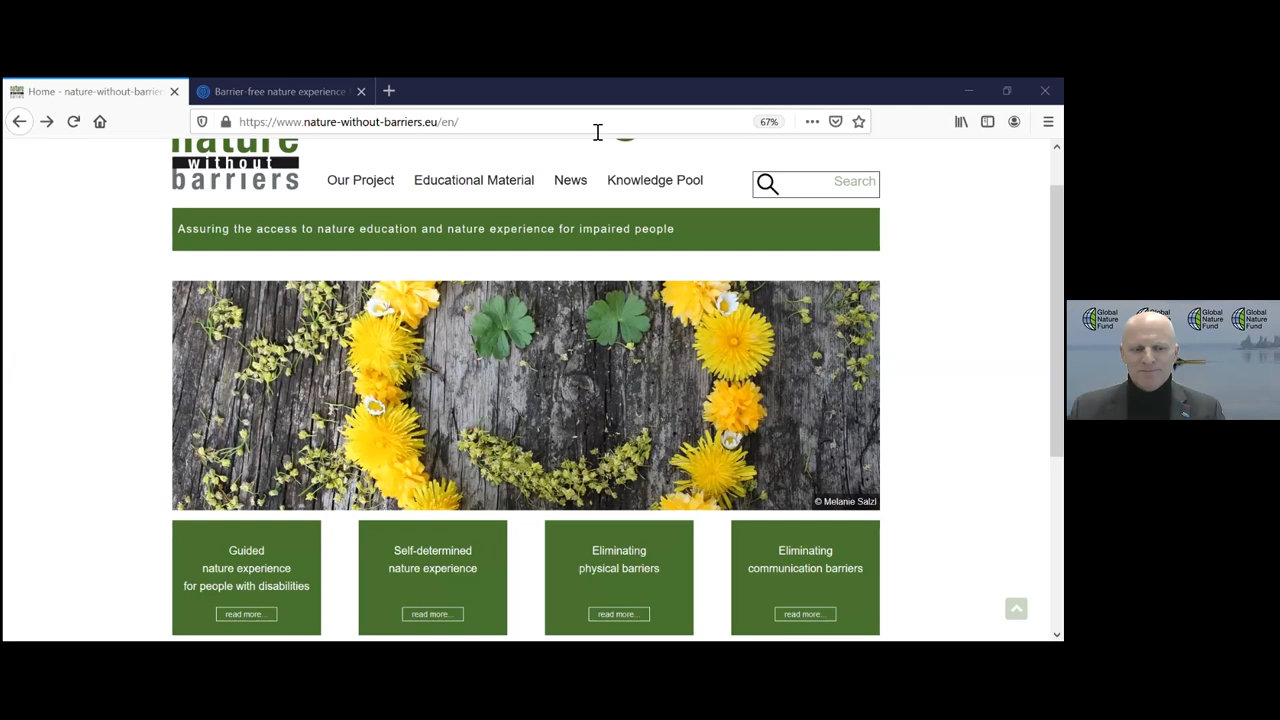 Home - nature-without-barrier
Barrier-free nature experience
https://www.nature-without-barriers.eu/en/
67%
nature
without
barriers
Our Project
Educational Material
News
Knowledge Pool
Search
Assuring the access to nature education and nature experience for impaired people
© Melanie Salzl
Guided
nature experience
for people with disabilities
read more...
Self-determined
nature experience
read more...
Eliminating
physical barriers
read more...
Eliminating
communication barriers
read more...
Global
Nature
Fund
Global
Nature
Fund
Global
Nature
Fund